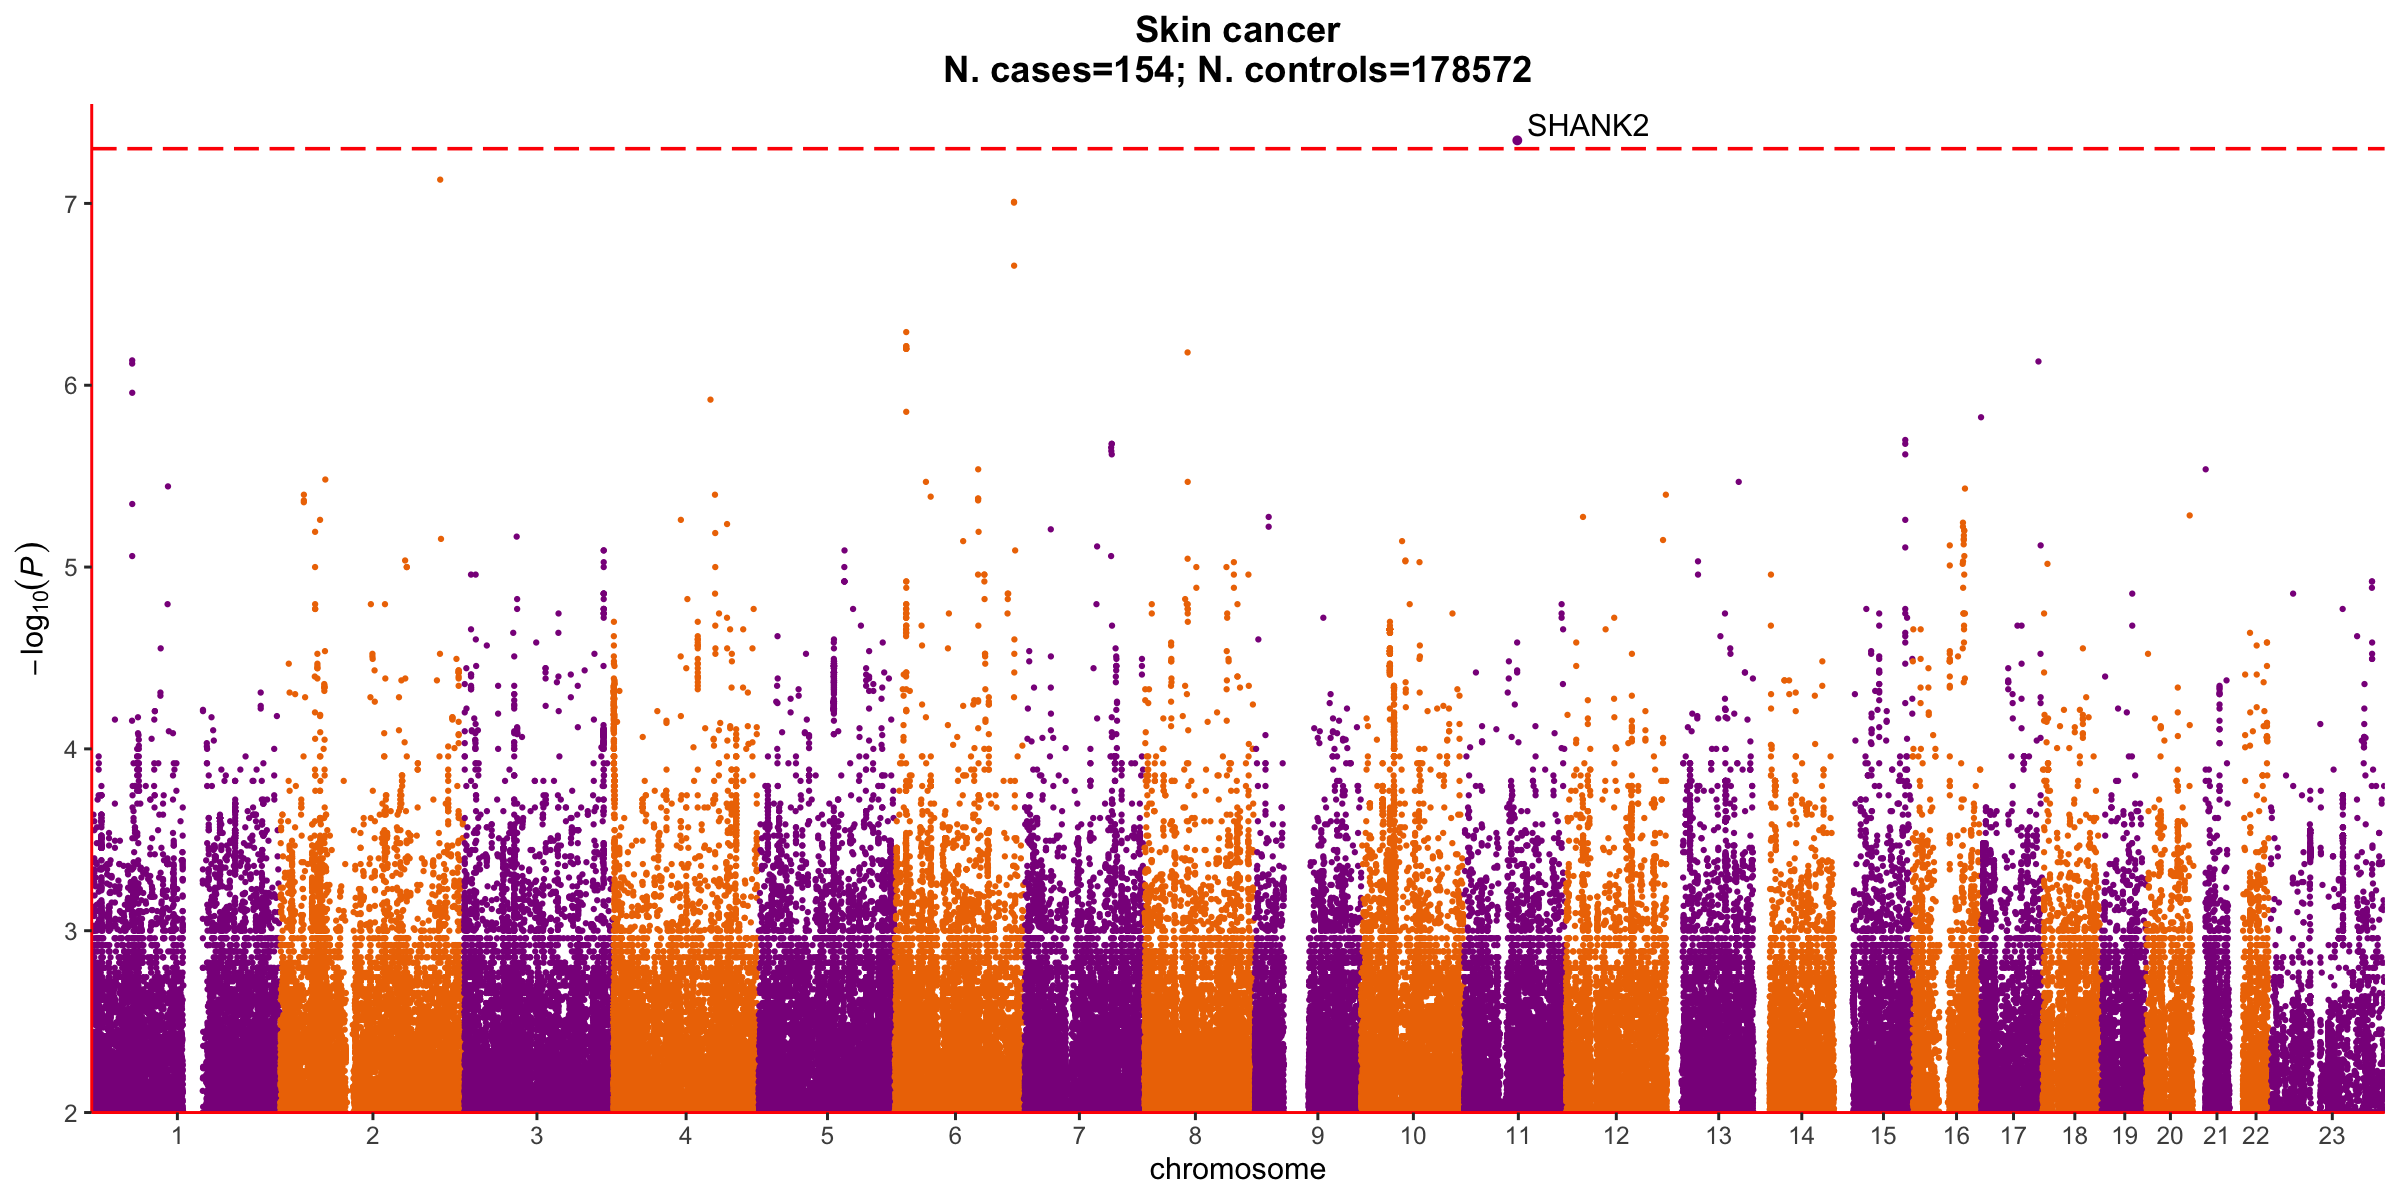 Skin cancer
N. cases=154; N. controls=178572
SHANK2
7
6
5
4
3
2
−log10(P)
1 2 3 4 5 6 7 8 9 10 11 12 13 14 15 16 17 18 19 20 21 22 23
chromosome